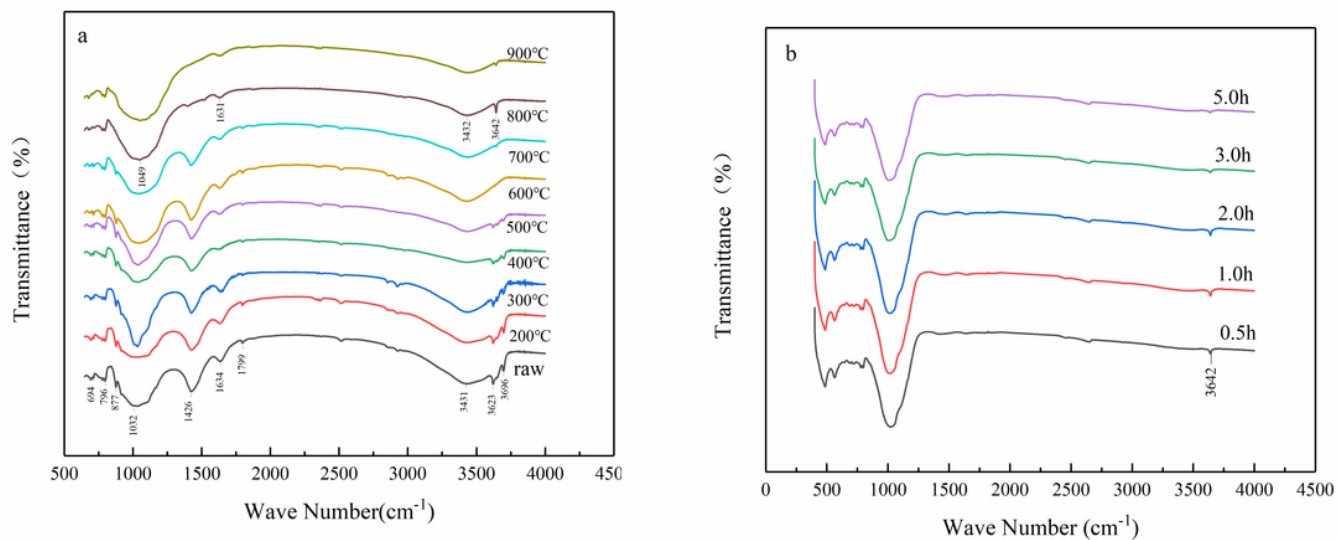 a
900℃
800℃
700℃
600℃
500℃
400℃
300℃
200℃
raw
1631
3432
3642
1049
694
796
877
1032
1426
1634
1799
3431
3623
3696
Transmittance (%)
500 1000 1500 2000 2500 3000 3500 4000
Wave Number(cm-1)
b
5.0h
3.0h
2.0h
1.0h
0.5h
3642
Transmittance (%)
0 500 1000 1500 2000 2500 3000 3500 4000 4500
Wave Number (cm-1)